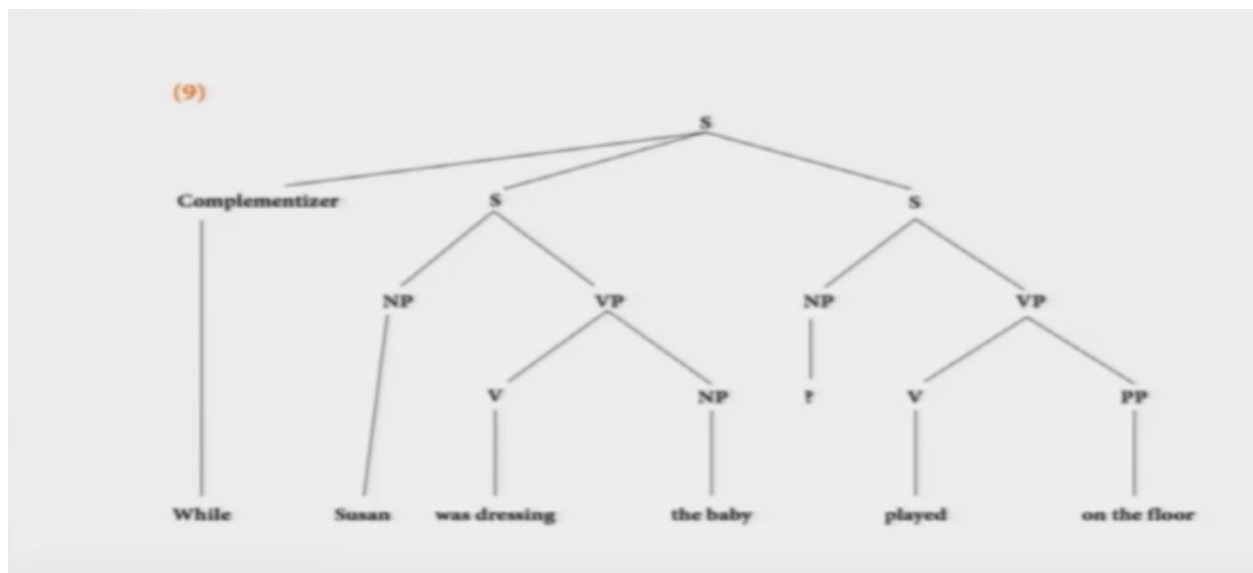 (9)
S
Complementizer S S
NP VP NP VP
V NP ? V PP
While Susan was dressing the baby played on the floor